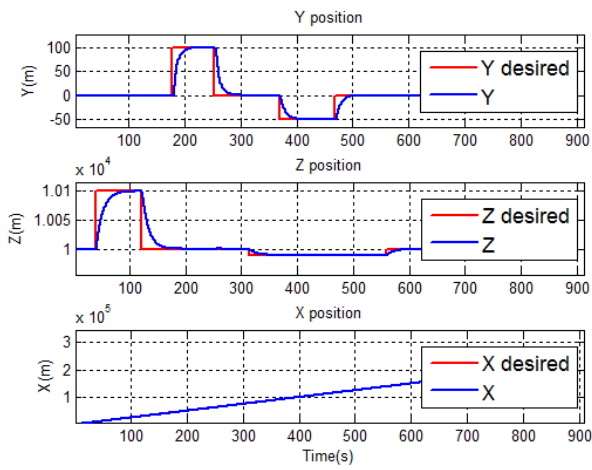 Y position
Y(m)
100
50
0
-50
Y desired
Y
100 200 300 400 500 600 700 800 900
x 10^4
Z position
Z(m)
1.01
1.005
1
Z desired
Z
100 200 300 400 500 600 700 800 900
x 10^5
X position
X (m)
3
2
1
X desired
X
100 200 300 400 500 600 700 800 900
Time(s)